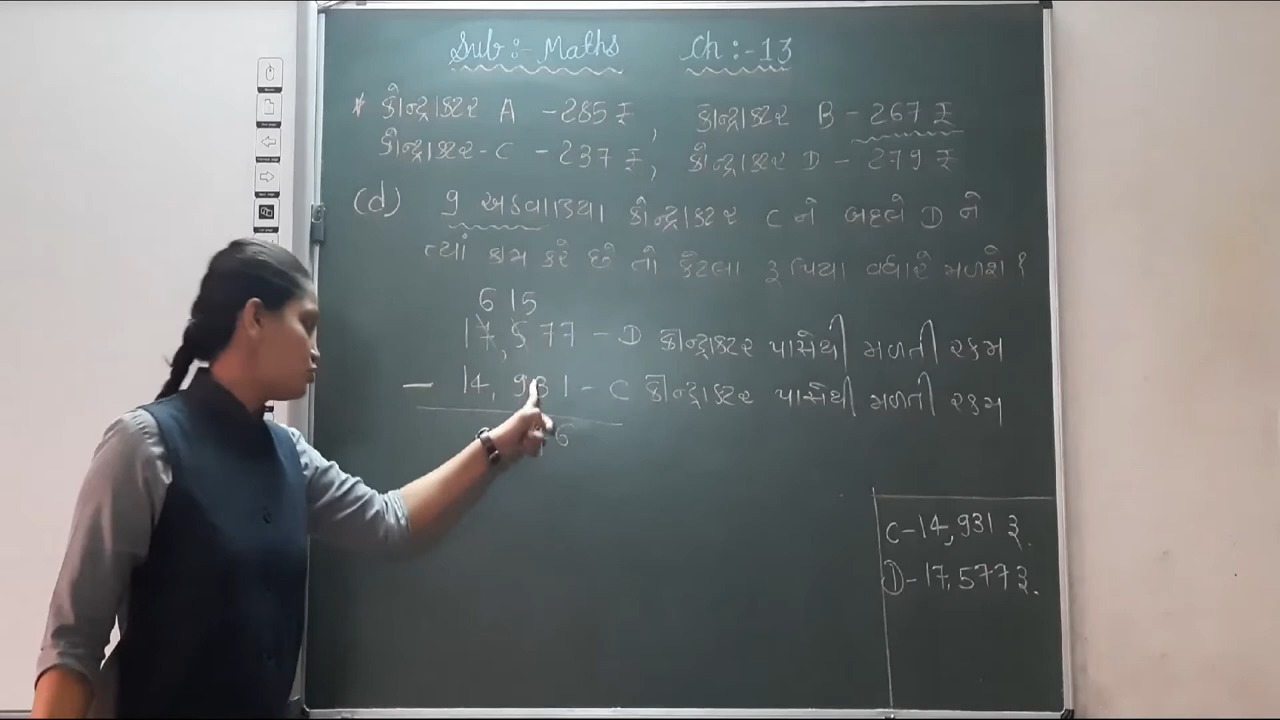 Sub:- Maths Ch :- 13
* કોન્ટ્રાક્ટર A - 285 ₹, કોન્ટ્રાક્ટર B - 267 ₹
કોન્ટ્રાક્ટર - C - 237 ₹, કોન્ટ્રાક્ટર D - 279 ₹
(d) 9 અઠવાડિયા કોન્ટ્રાક્ટર C ને બદલે D ને
ત્યાં કામ કરે છે તો કેટલા રૂપિયા વધારે મળશે ?
6 15
17,577 - D કોન્ટ્રાક્ટર પાસેથી મળતી રકમ
- 14,931 - C કોન્ટ્રાક્ટર પાસેથી મળતી રકમ
6
C - 14,931 રૂ.
D - 17,577 રૂ.